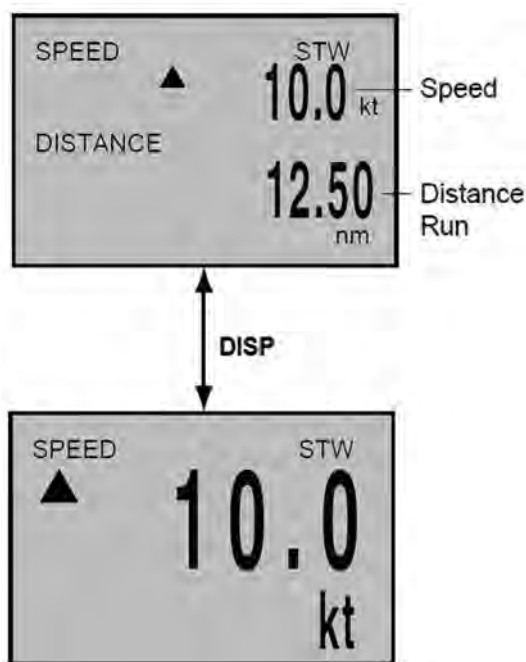 SPEED STW
▲ 10.0 kt Speed
DISTANCE
12.50 Distance
nm Run
DISP
SPEED STW
▲ 10.0
kt